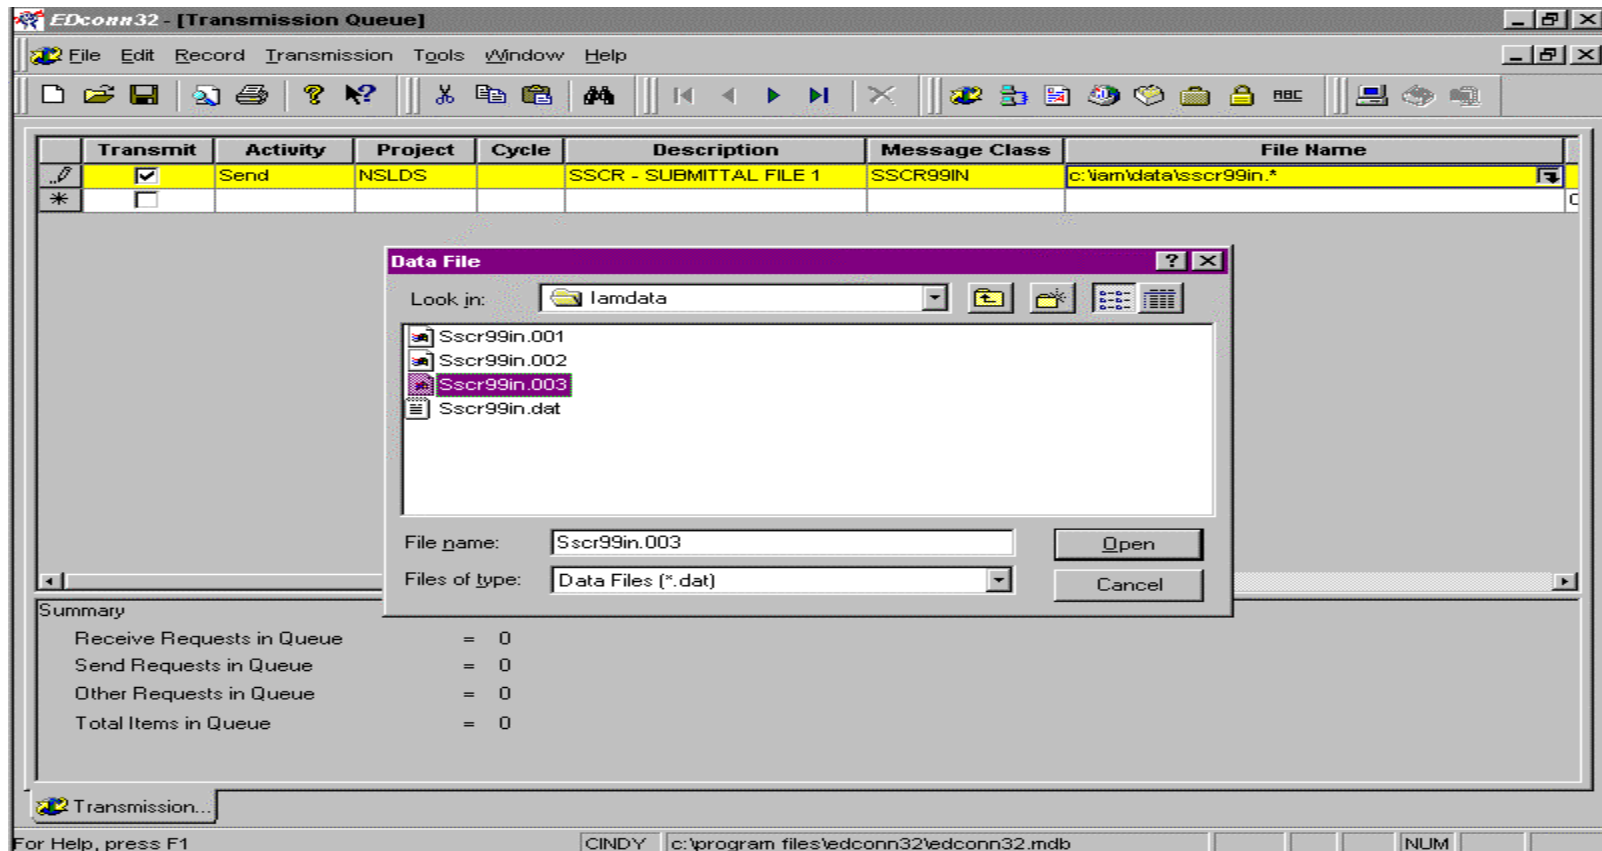 EDconn32 - [Transmission Queue]
File Edit Record Transmission Tools Window Help
ABC
Transmit Activity Project Cycle Description Message Class File Name
Send NSLDS SSCR - SUBMITTAL FILE 1 SSCR99IN c:\iam\data\sscr99in.*
Data File
Look in: Iamdata
Sscr99in.001
Sscr99in.002
Sscr99in.003
Sscr99in.dat
File name: Sscr99in.003 Open
Files of type: Data Files (*.dat) Cancel
Summary
Receive Requests in Queue = 0
Send Requests in Queue = 0
Other Requests in Queue = 0
Total Items in Queue = 0
Transmission...
For Help, press F1 CINDY c:\program files\edconn32\edconn32.mdb NUM